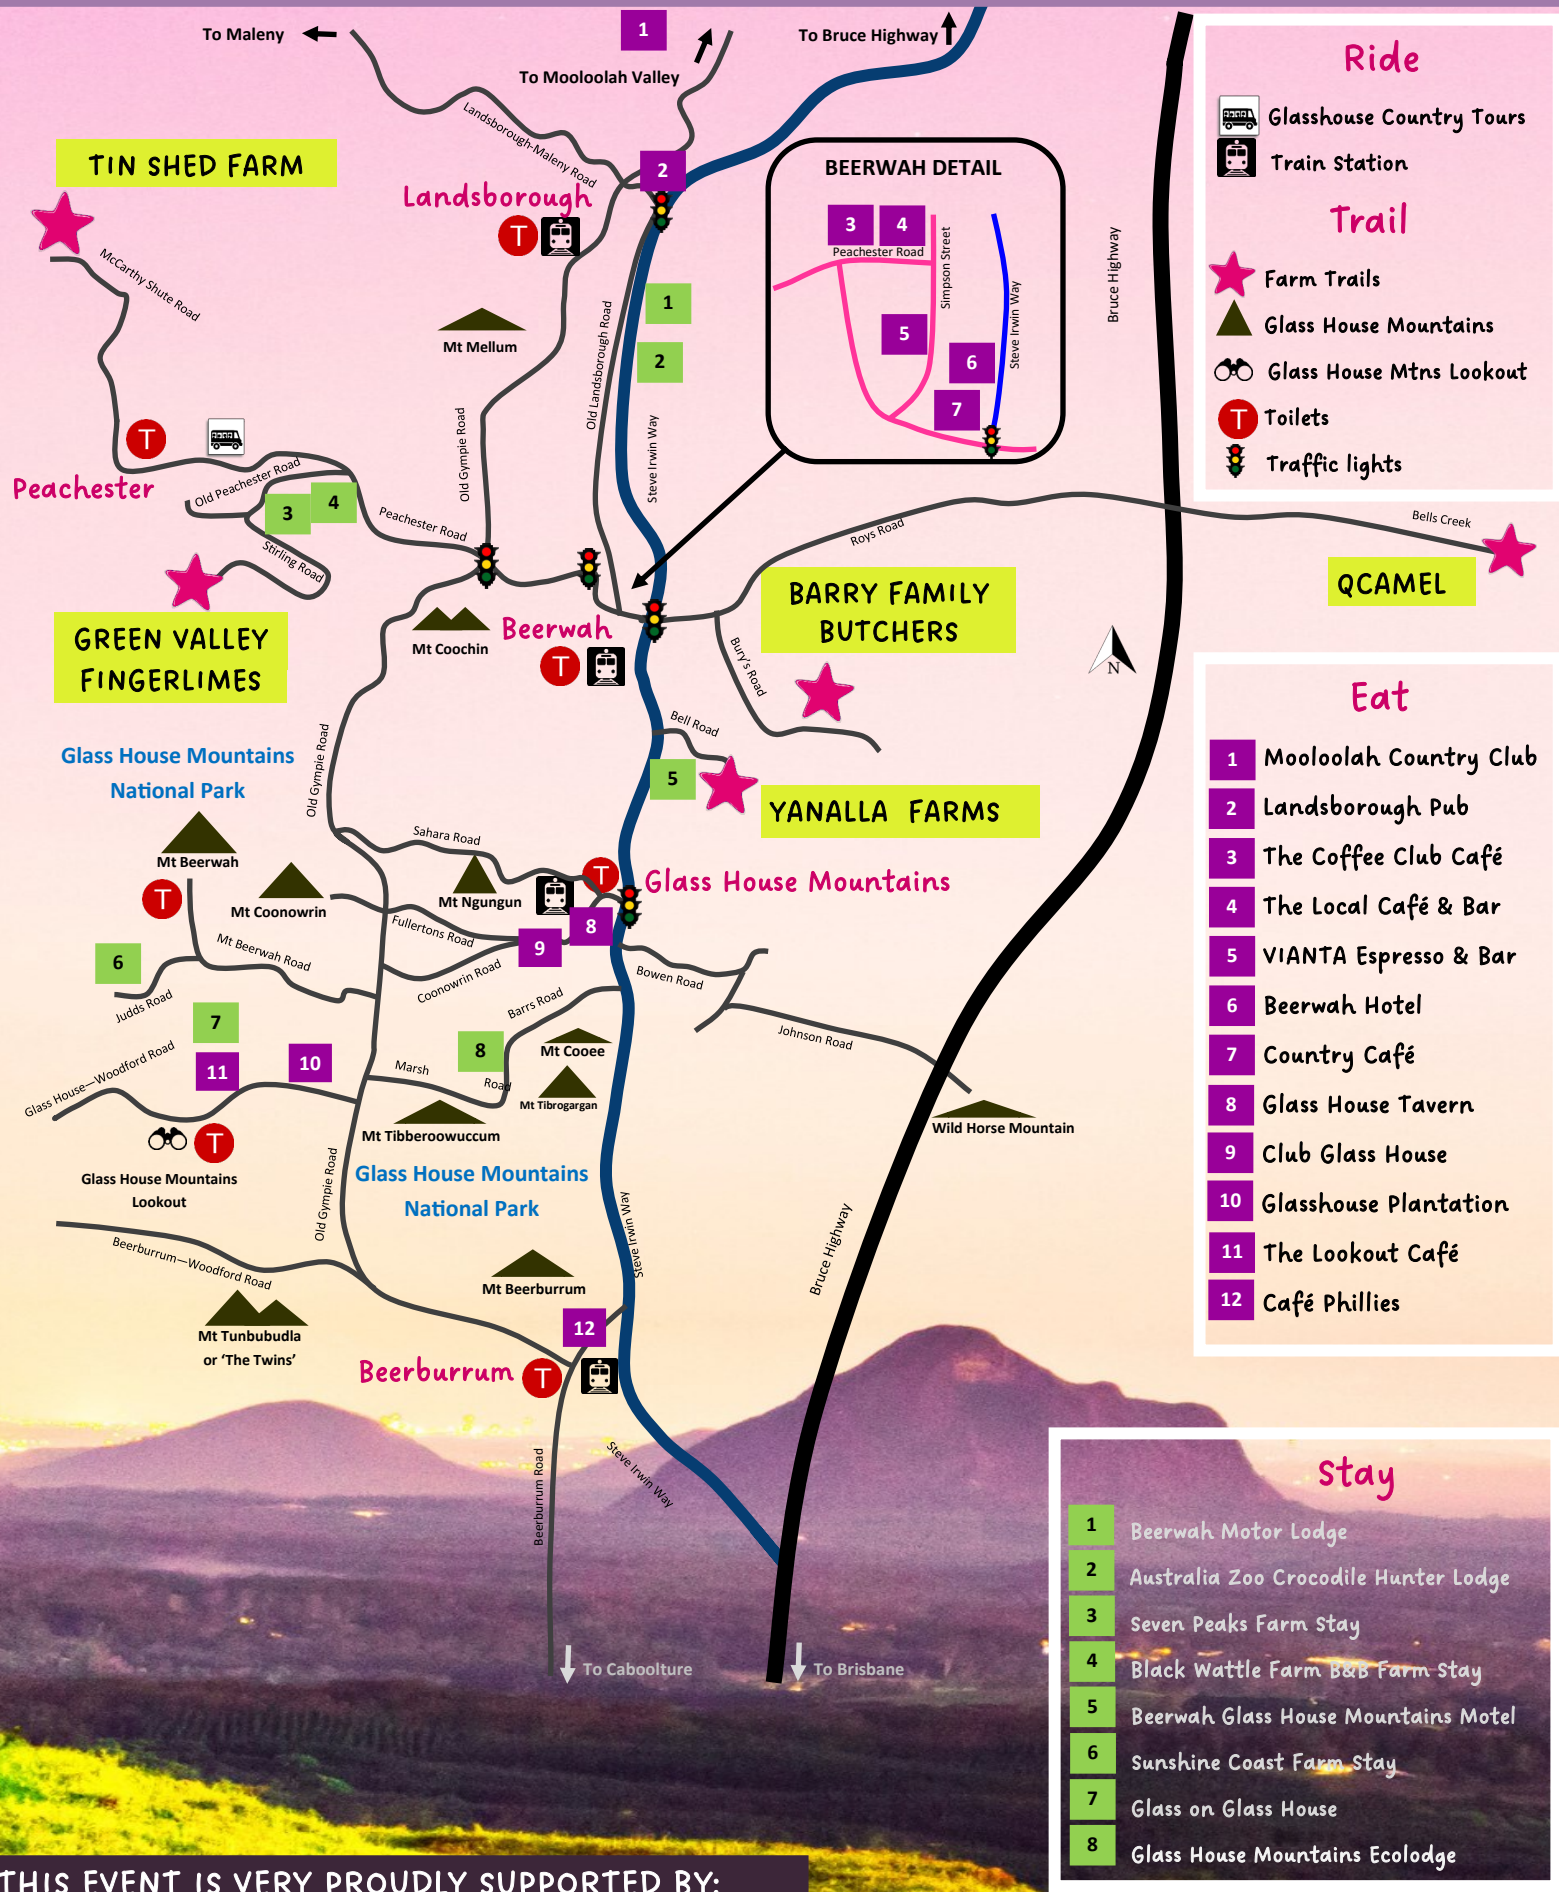 To Maleny
1
To Mooloolah Valley
To Bruce Highway
Landsborough-Maleny Road
TIN SHED FARM
2
Landsborough
T
McCarthy Shute Road
Mt Mellum
1
2
Old Landsborough Road
Steve Irwin Way
Old Gympie Road
BEERWAH DETAIL
3
4
Peachester Road
Simpson Street
5
6
7
Steve Irwin Way
Bruce Highway
T
Peachester
Old Peachester Road
3
4
Stirling Road
Peachester Road
GREEN VALLEY
FINGERLIMES
Mt Coochin
Beerwah
T
Roys Road
Bells Creek
QCAMEL
BARRY FAMILY
BUTCHERS
Bury's Road
N
Bell Road
5
YANALLA FARMS
Glass House Mountains
National Park
Old Gympie Road
Mt Beerwah
T
Mt Coonowrin
Sahara Road
Mt Ngungun
T
Glass House Mountains
8
9
Fullertons Road
Coonowrin Road
Mt Beerwah Road
6
Judds Road
Bowen Road
Johnson Road
Barrs Road
7
11
10
Glass House—Woodford Road
8
Marsh
Road
Mt Cooee
Mt Tibrogargan
Mt Tibberoowuccum
Wild Horse Mountain
T
Glass House Mountains
Lookout
Old Gympie Road
Glass House Mountains
National Park
Steve Irwin Way
Bruce Highway
Beerburrum—Woodford Road
Mt Beerburrum
Mt Tunbubudla
or ‘The Twins’
12
Beerburrum
T
Beerburrum Road
Steve Irwin Way
To Caboolture
To Brisbane
Ride
Glasshouse Country Tours
Train Station
Trail
Farm Trails
Glass House Mountains
Glass House Mtns Lookout
T Toilets
Traffic lights
Eat
1 Mooloolah Country Club
2 Landsborough Pub
3 The Coffee Club Café
4 The Local Café & Bar
5 VIANTA Espresso & Bar
6 Beerwah Hotel
7 Country Café
8 Glass House Tavern
9 Club Glass House
10 Glasshouse Plantation
11 The Lookout Café
12 Café Phillies
Stay
1 Beerwah Motor Lodge
2 Australia Zoo Crocodile Hunter Lodge
3 Seven Peaks Farm Stay
4 Black Wattle Farm B&B Farm Stay
5 Beerwah Glass House Mountains Motel
6 Sunshine Coast Farm Stay
7 Glass on Glass House
8 Glass House Mountains Ecolodge
THIS EVENT IS VERY PROUDLY SUPPORTED BY: